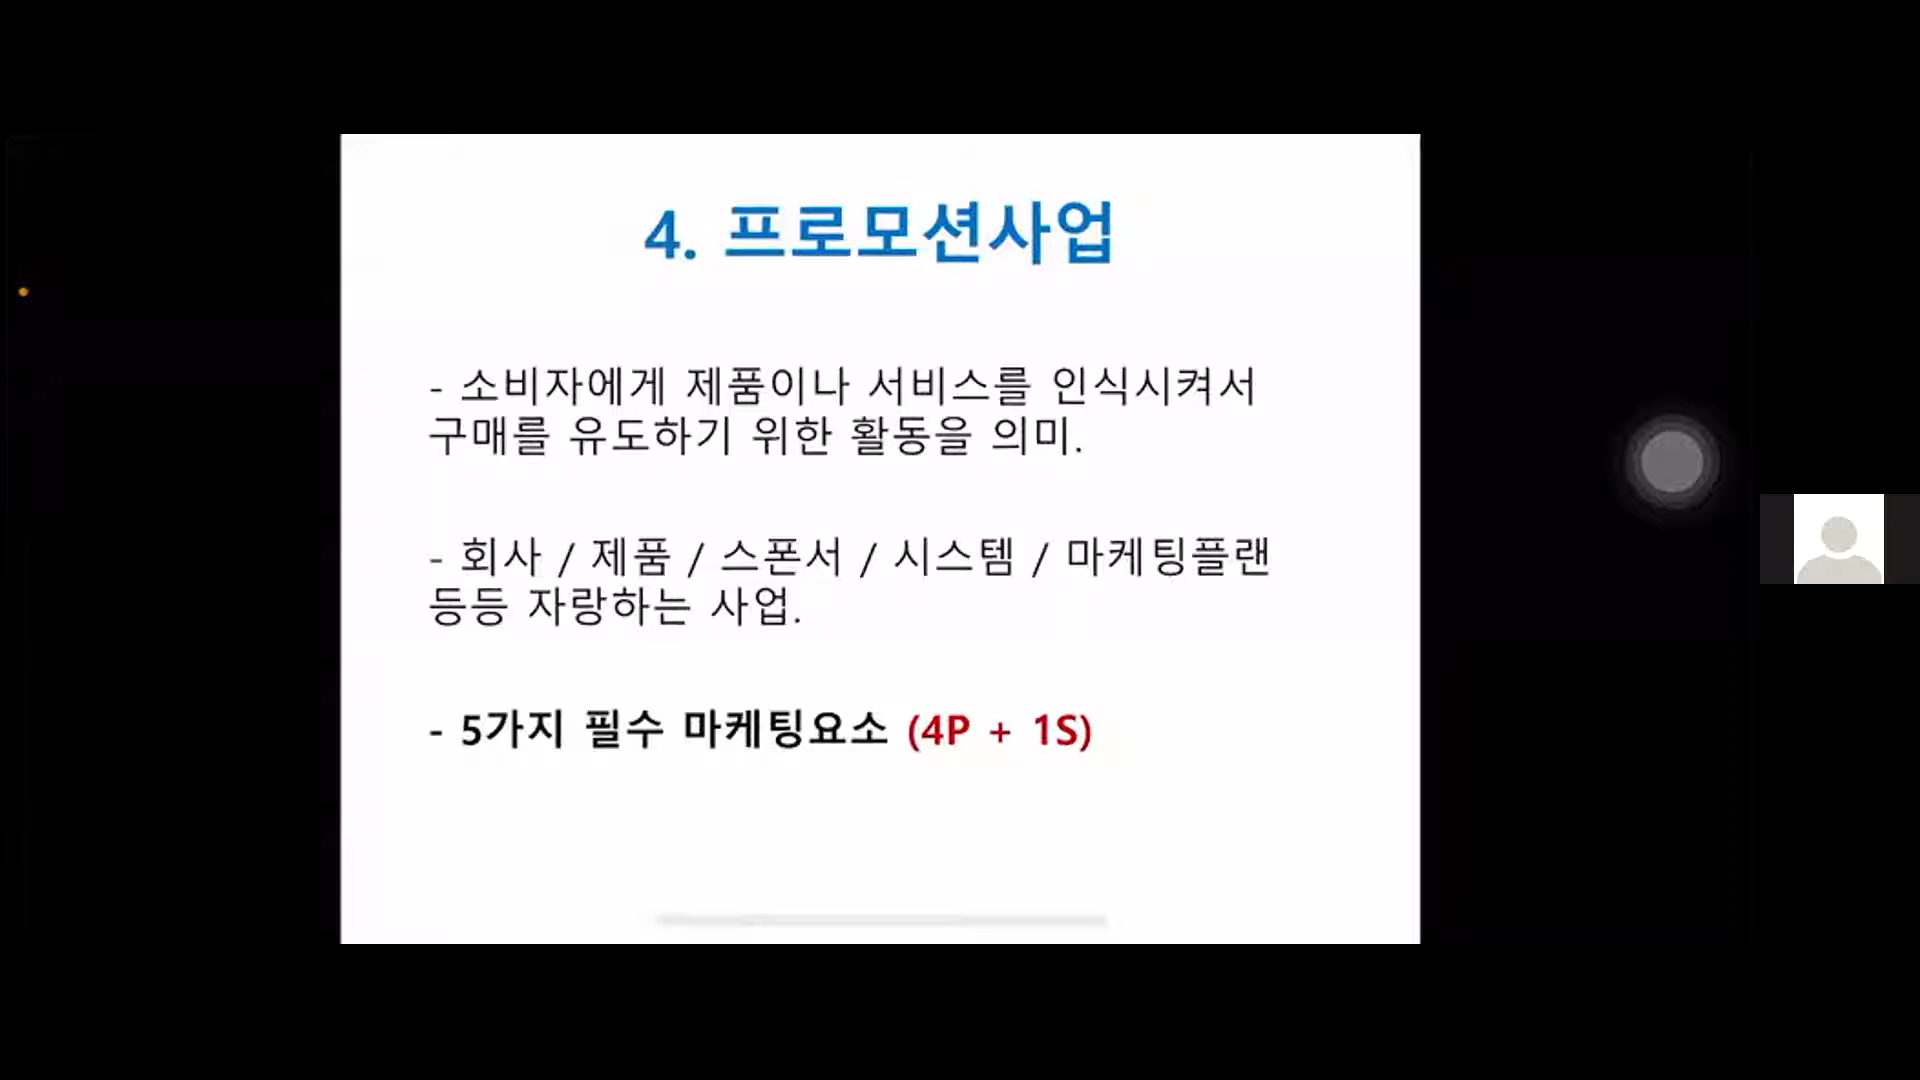 4. 프로모션사업
- 소비자에게 제품이나 서비스를 인식시켜서
구매를 유도하기 위한 활동을 의미.
- 회사 / 제품 / 스폰서 / 시스템 / 마케팅플랜
등등 자랑하는 사업.
- 5가지 필수 마케팅요소 (4P + 1S)